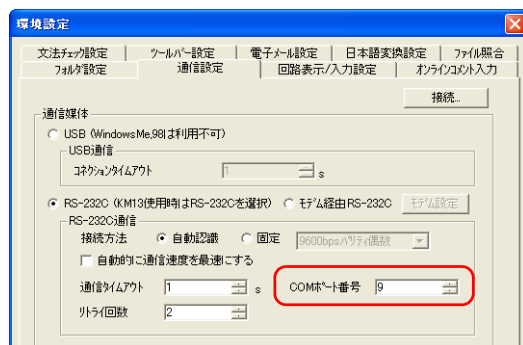 環境設定
文法チェック設定 ツールバー設定 電子メール設定 日本語変換設定 ファイル照合
フォルダ設定 通信設定 回路表示/入力設定 オンラインコメント入力
接続...
通信媒体
USB (WindowsMe,98は利用不可)
USB通信
コネクションタイムアウト 1 s
RS-232C (KM13使用時はRS-232Cを選択) モデム経由RS-232C モデム設定
RS-232C通信
接続方法 自動認識 固定 9600bpsパリティ偶数
自動的に通信速度を最速にする
通信タイムアウト 1 s COMポート番号 9
リトライ回数 2